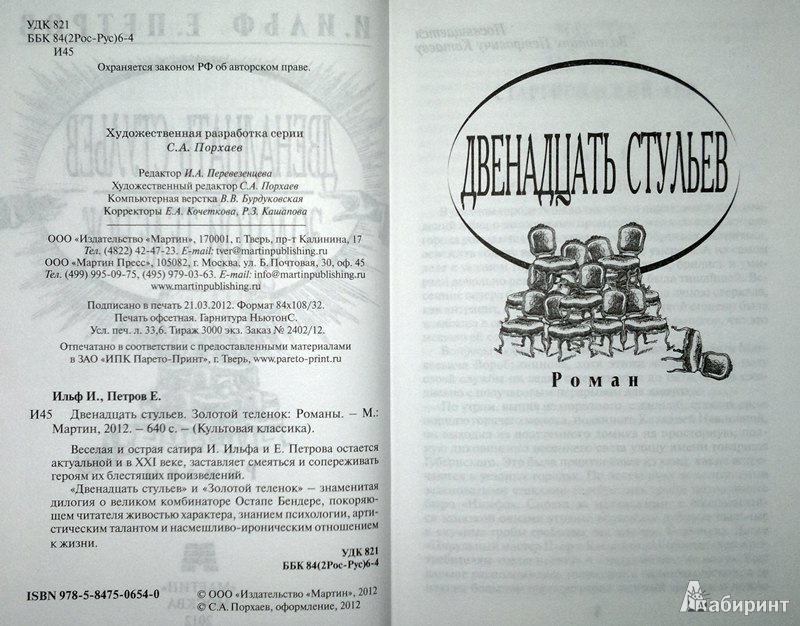 УДК 821
ББК 84(2Рос-Рус)6-4
И45
Охраняется законом РФ об авторском праве.
Художественная разработка серии
С.А. Порхаев
Редактор И.А. Перевезенцева
Художественный редактор С.А. Порхаев
Компьютерная верстка В.В. Бурдуковская
Корректоры Е.А. Кочеткова, Р.З. Кашапова
ООО «Издательство «Мартин», 170001, г. Тверь, пр-т Калинина, 17
Тел. (4822) 42-47-23. E-mail: tver@martinpublishing.ru
ООО «Мартин Пресс», 105082, г. Москва, ул. Б. Почтовая, 30, оф. 45
Тел. (499) 995-09-75, (495) 979-03-63. E-mail: info@martinpublishing.ru
www.martinpublishing.ru
Подписано в печать 21.03.2012. Формат 84х108/32.
Печать офсетная. Гарнитура НьютонС.
Усл. печ. л. 33,6. Тираж 3000 экз. Заказ № 2402/12.
Отпечатано в соответствии с предоставленными материалами
в ЗАО «ИПК Парето-Принт», г. Тверь, www.pareto-print.ru
Ильф И., Петров Е.
И45 Двенадцать стульев. Золотой теленок: Романы. – М.:
Мартин, 2012. – 640 с. – (Культовая классика).
Веселая и острая сатира И. Ильфа и Е. Петрова остается
актуальной и в XXI веке, заставляет смеяться и сопереживать
героям их блестящих произведений.
«Двенадцать стульев» и «Золотой теленок» – знаменитая
дилогия о великом комбинаторе Остапе Бендере, покоряю-
щем читателя живостью характера, знанием психологии, арти-
стическим талантом и насмешливо-ироническим отношением
к жизни.
УДК 821
ББК 84(2Рос-Рус)6-4
ISBN 978-5-8475-0654-0
© ООО «Издательство «Мартин», 2012
© С.А. Порхаев, оформление, 2012
ДВЕНАДЦАТЬ СТУЛЬЕВ
Роман
Лабиринт